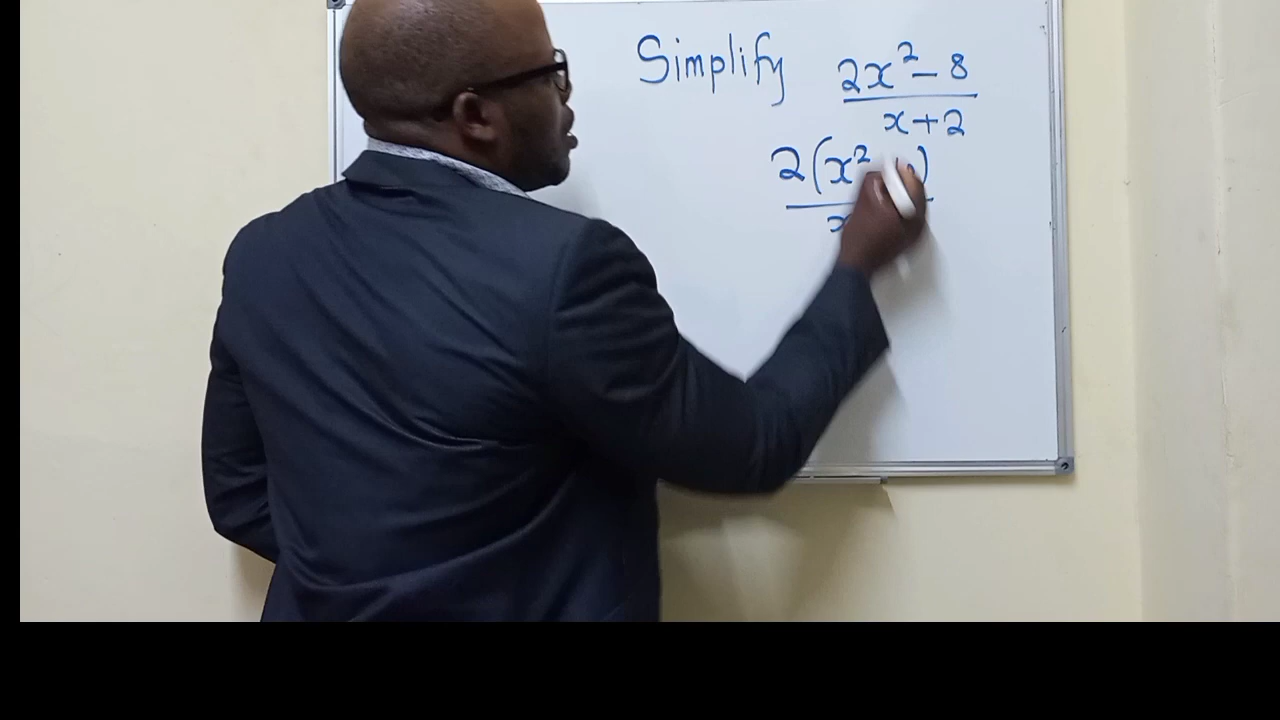 Simplify 2x² - 8
x + 2
2(x²
x